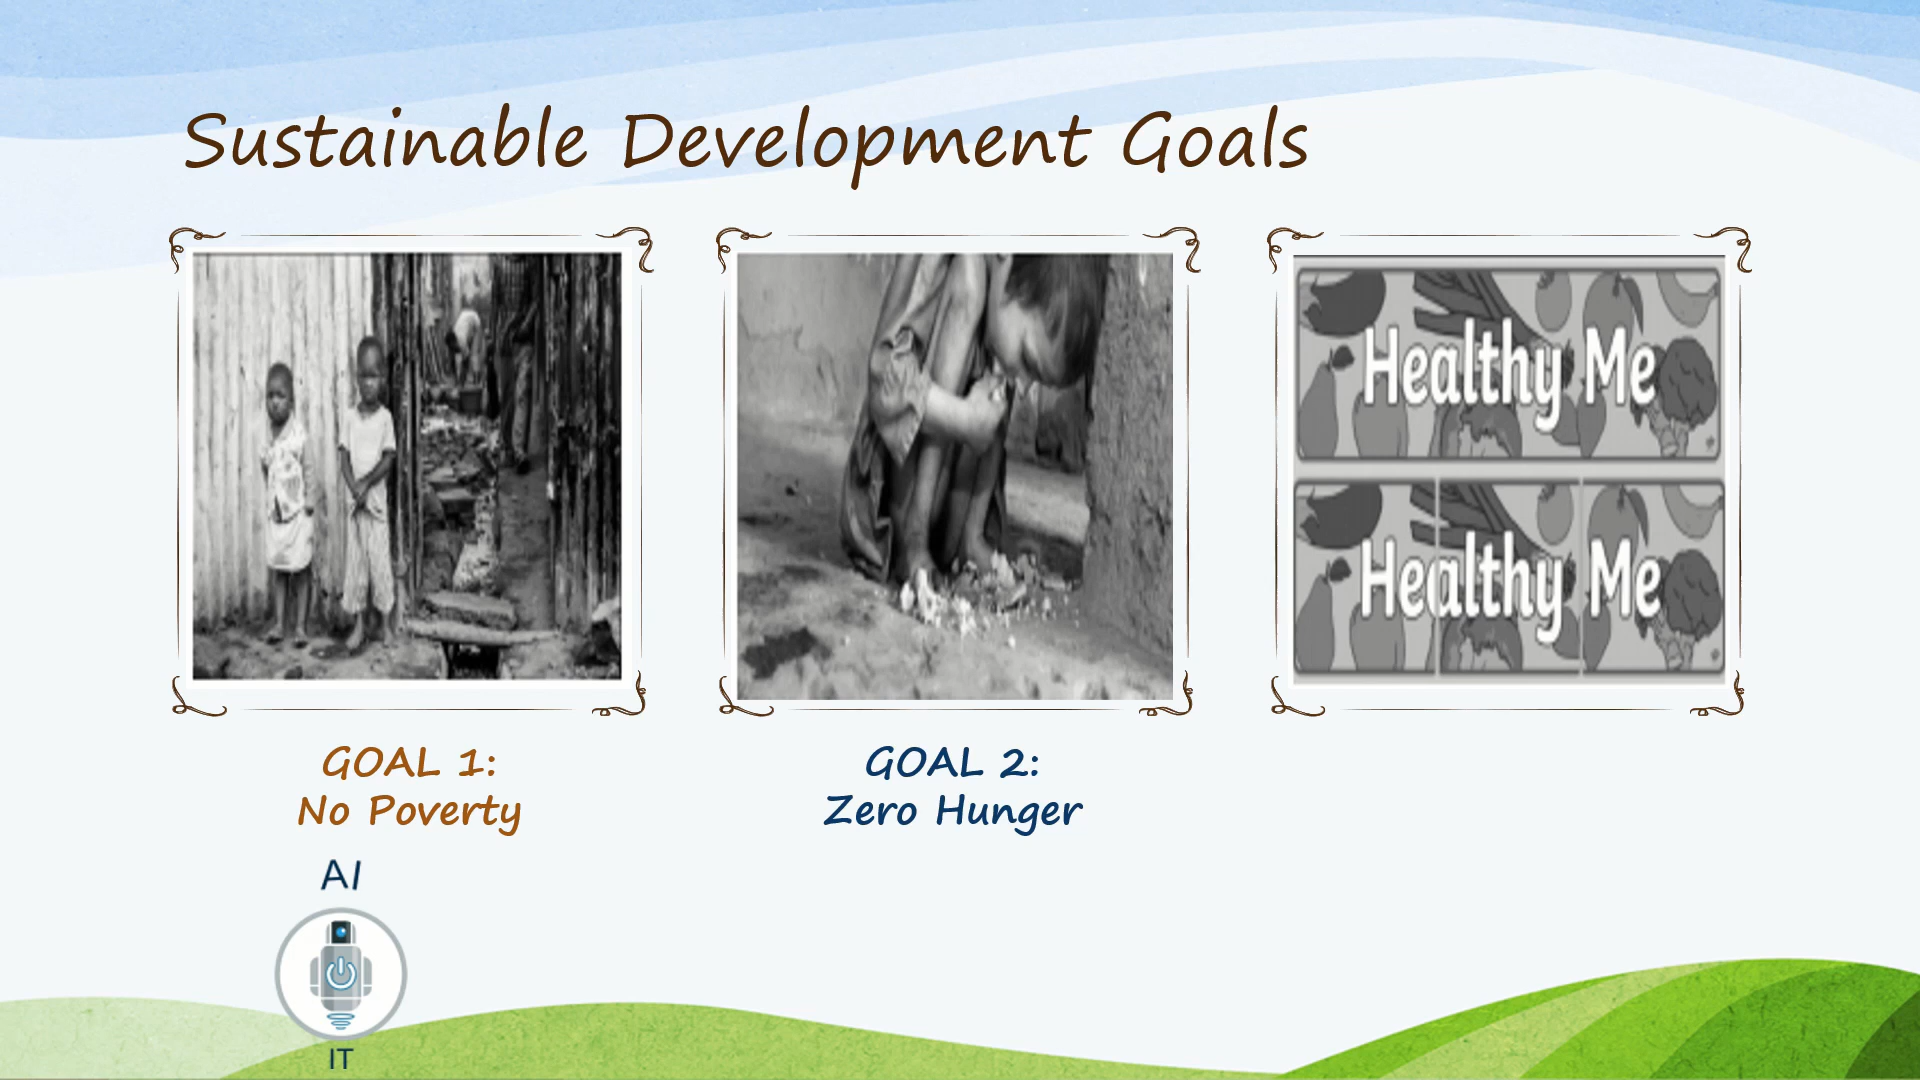 Sustainable Development Goals
Healthy Me
Healthy Me
GOAL 1:
No Poverty
GOAL 2:
Zero Hunger
AI
IT